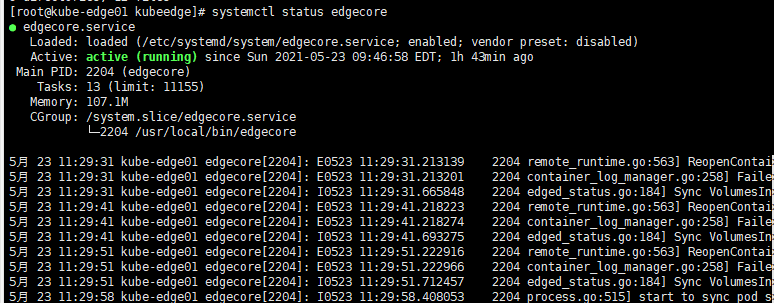 [root@kube-edge01 kubeedge]# systemctl status edgecore
● edgecore.service
Loaded: loaded (/etc/systemd/system/edgecore.service; enabled; vendor preset: disabled)
Active: active (running) since Sun 2021-05-23 09:46:58 EDT; 1h 43min ago
Main PID: 2204 (edgecore)
Tasks: 13 (limit: 11155)
Memory: 107.1M
CGroup: /system.slice/edgecore.service
└─2204 /usr/local/bin/edgecore
5月 23 11:29:31 kube-edge01 edgecore[2204]: E0523 11:29:31.213139 2204 remote_runtime.go:563] ReopenContai
5月 23 11:29:31 kube-edge01 edgecore[2204]: E0523 11:29:31.213201 2204 container_log_manager.go:258] Faile
5月 23 11:29:31 kube-edge01 edgecore[2204]: I0523 11:29:31.665848 2204 edged_status.go:184] Sync VolumesIn
5月 23 11:29:41 kube-edge01 edgecore[2204]: E0523 11:29:41.218223 2204 remote_runtime.go:563] ReopenContai
5月 23 11:29:41 kube-edge01 edgecore[2204]: E0523 11:29:41.218274 2204 container_log_manager.go:258] Faile
5月 23 11:29:41 kube-edge01 edgecore[2204]: I0523 11:29:41.693275 2204 edged_status.go:184] Sync VolumesIn
5月 23 11:29:51 kube-edge01 edgecore[2204]: E0523 11:29:51.222916 2204 remote_runtime.go:563] ReopenContai
5月 23 11:29:51 kube-edge01 edgecore[2204]: E0523 11:29:51.222966 2204 container_log_manager.go:258] Faile
5月 23 11:29:51 kube-edge01 edgecore[2204]: I0523 11:29:51.712457 2204 edged_status.go:184] Sync VolumesIn
5月 23 11:29:58 kube-edge01 edgecore[2204]: I0523 11:29:58.408053 2204 process.go:515] start to sync pod